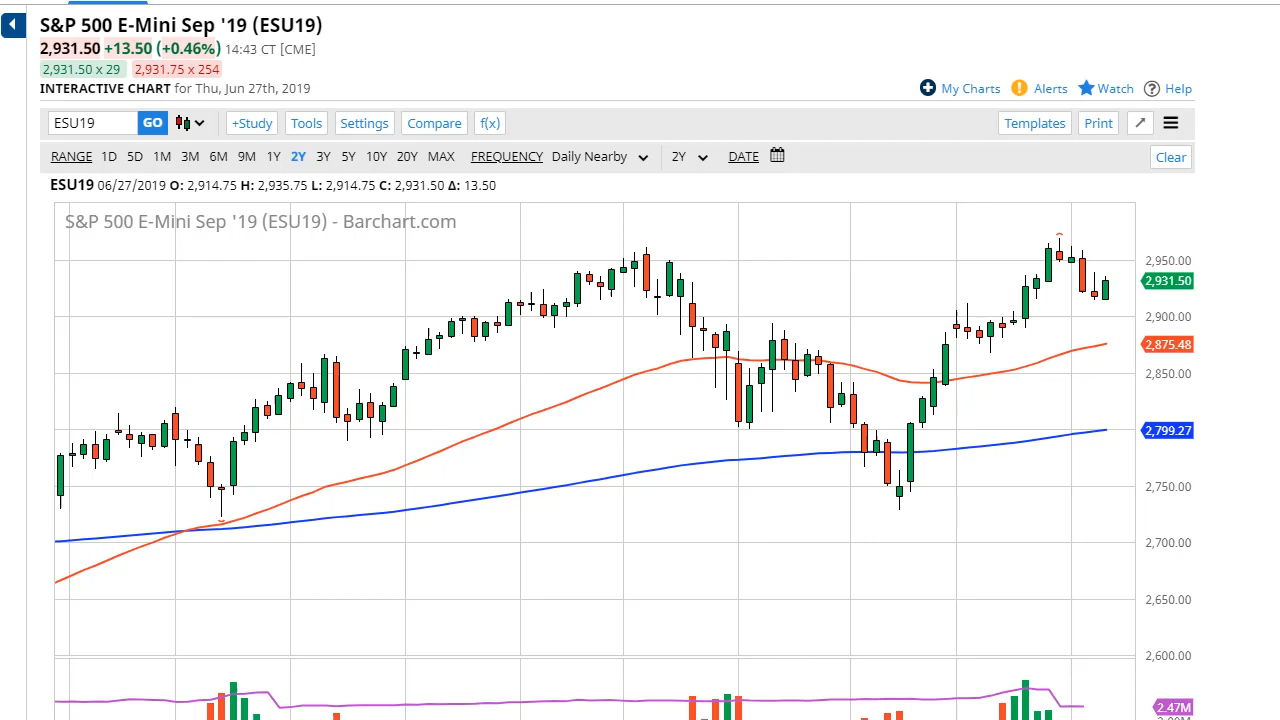 S&P 500 E-Mini Sep '19 (ESU19)
2,931.50 +13.50 (+0.46%) 14:43 CT [CME]
2,931.50 x 29 2,931.75 x 254
INTERACTIVE CHART for Thu, Jun 27th, 2019
My Charts Alerts Watch Help
ESU19 GO +Study Tools Settings Compare f(x) Templates Print
RANGE 1D 5D 1M 3M 6M 9M 1Y 2Y 3Y 5Y 10Y 20Y MAX FREQUENCY Daily Nearby 2Y DATE Clear
ESU19 06/27/2019 O: 2,914.75 H: 2,935.75 L: 2,914.75 C: 2,931.50 Δ: 13.50
S&P 500 E-Mini Sep '19 (ESU19) - Barchart.com
2,950.00
2,931.50
2,900.00
2,875.48
2,850.00
2,799.27
2,750.00
2,700.00
2,650.00
2,600.00
2.47M